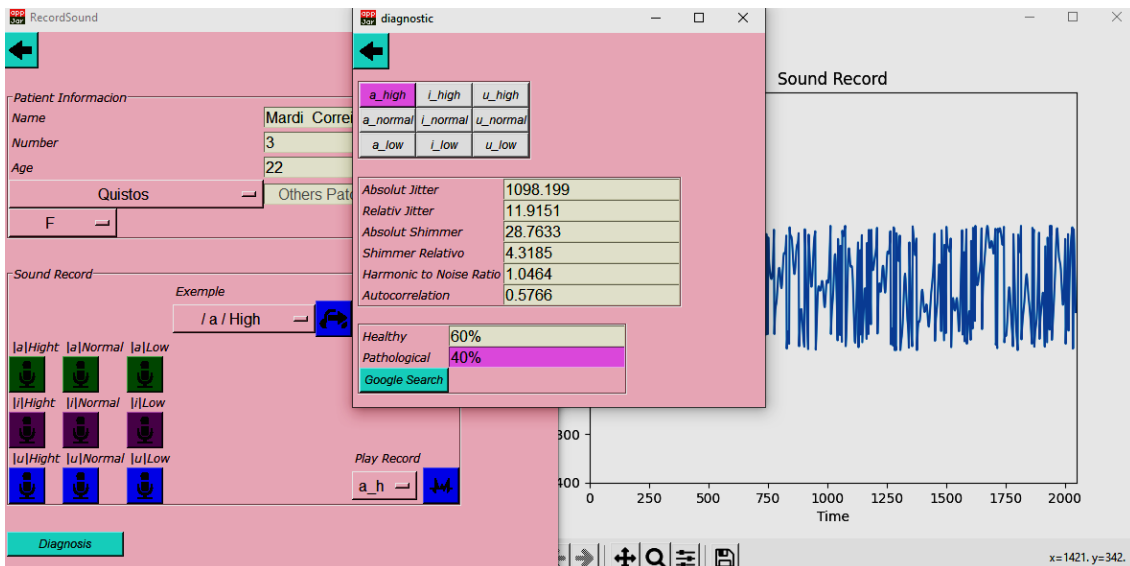 RecordSound
Patient Informacion
Name
Mardi Correi
Number
3
Age
22
Quistos
Others Pato
F
Sound Record
Exemple
/ a / High
|a|Hight |a|Normal |a|Low
|i|Hight |i|Normal |i|Low
|u|Hight |u|Normal |u|Low
Play Record
a_h
Diagnosis
app Jar
diagnostic
a_high i_high u_high
a_normal i_normal u_normal
a_low i_low u_low
Absolut Jitter 1098.199
Relativ Jitter 11.9151
Absolut Shimmer 28.7633
Shimmer Relativo 4.3185
Harmonic to Noise Ratio 1.0464
Autocorrelation 0.5766
Healthy 60%
Pathological 40%
Google Search
Sound Record
300
400
0 250 500 750 1000 1250 1500 1750 2000
Time
x=1421. y=342.